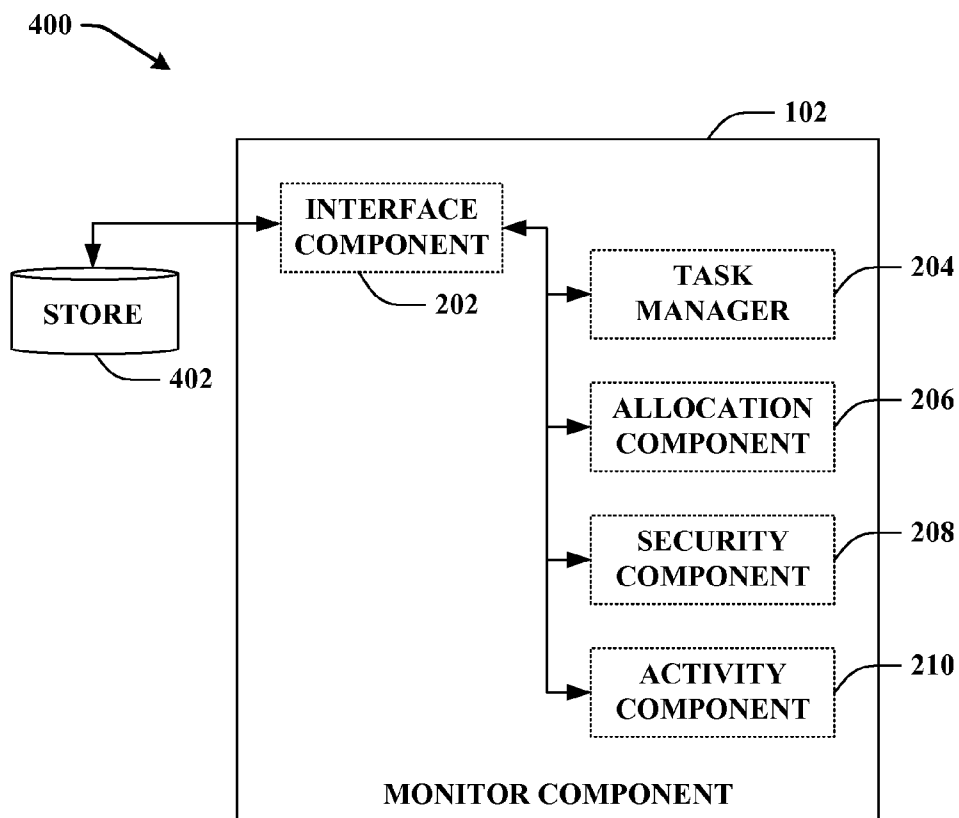 400
102
INTERFACE
COMPONENT
202
STORE
402
TASK
MANAGER
204
ALLOCATION
COMPONENT
206
SECURITY
COMPONENT
208
ACTIVITY
COMPONENT
210
MONITOR COMPONENT